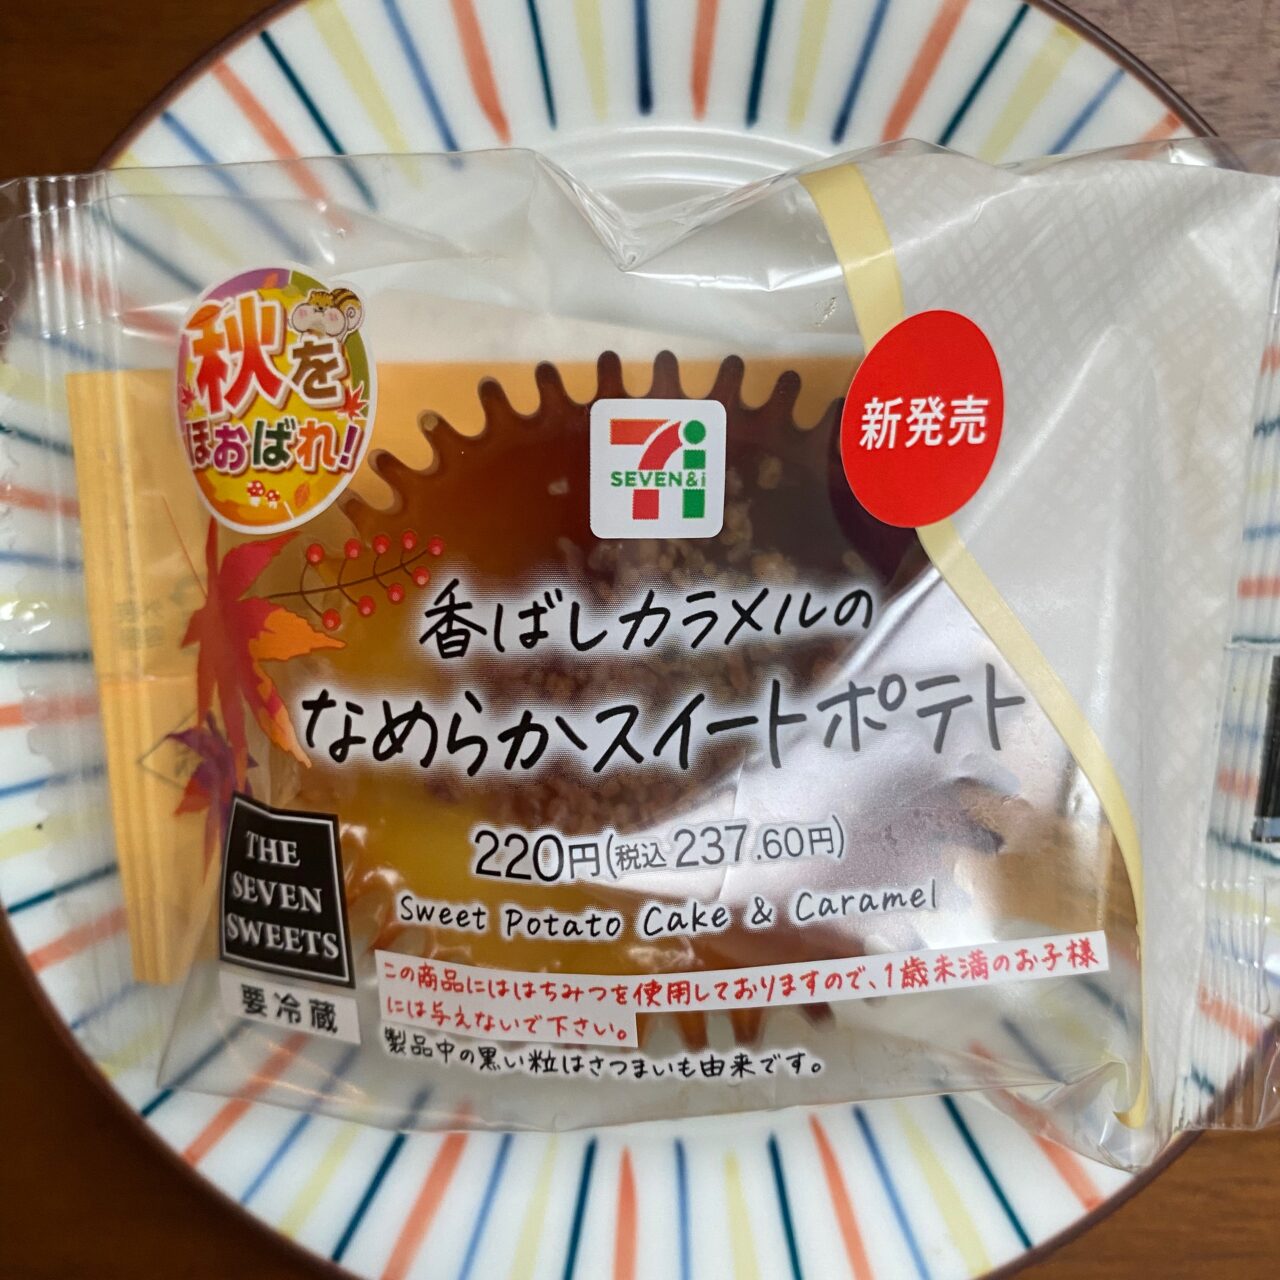 秋を
ほおばれ!
新発売
7i
SEVEN&i
香ばしカラメルの
なめらかスイートポテト
220円(税込 237.60円)
Sweet Potato Cake & Caramel
THE
SEVEN
SWEETS
要冷蔵
この商品にははちみつを使用しておりますので、1歳未満のお子様
には与えないで下さい。
製品中の黒い粒はさつまいも由来です。